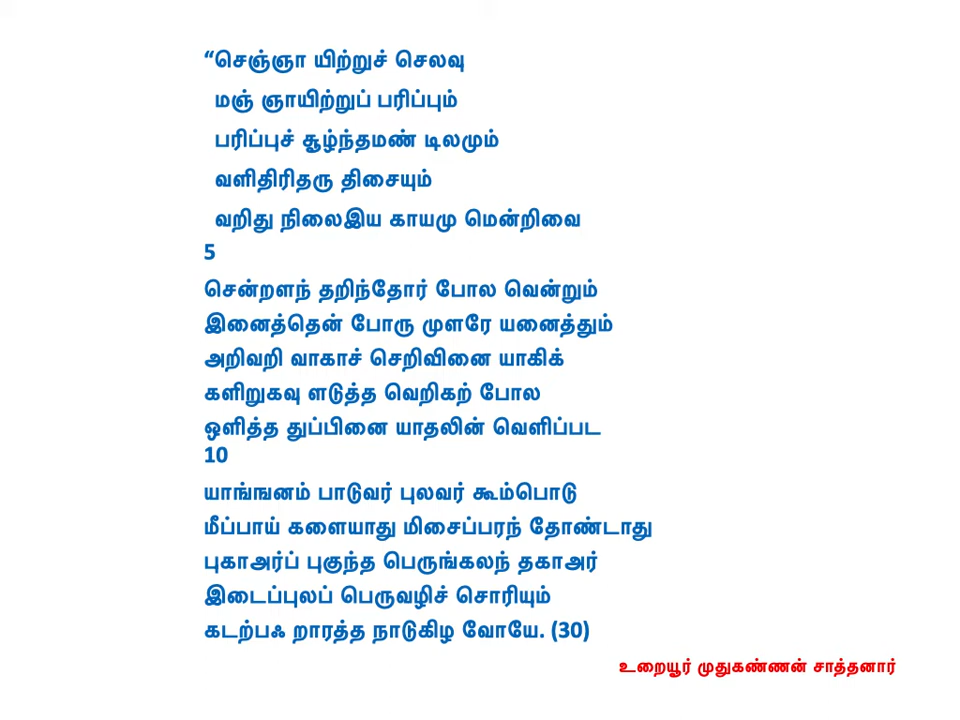 “செஞ்ஞா யிற்றுச் செலவு
மஞ் ஞாயிற்றுப் பரிப்பும்
பரிப்புச் சூழ்ந்தமண் டிலமும்
வளிதிரிதரு திசையும்
வறிது நிலைஇய காயமு மென்றிவை
5
சென்றளந் தறிந்தோர் போல வென்றும்
இனைத்தென் போரு முளரே யனைத்தும்
அறிவறி வாகாச் செறிவினை யாகிக்
களிறுகவு ளடுத்த வெறிகற் போல
ஒளித்த துப்பினை யாதலின் வெளிப்பட
10
யாங்ஙனம் பாடுவர் புலவர் கூம்பொடு
மீப்பாய் களையாது மிசைப்பரந் தோண்டாது
புகாஅர்ப் புகுந்த பெருங்கலந் தகாஅர்
இடைப்புலப் பெருவழிச் சொரியும்
கடற்பஃ றாரத்த நாடுகிழ வோயே. (30)
உறையூர் முதுகண்ணன் சாத்தனார்